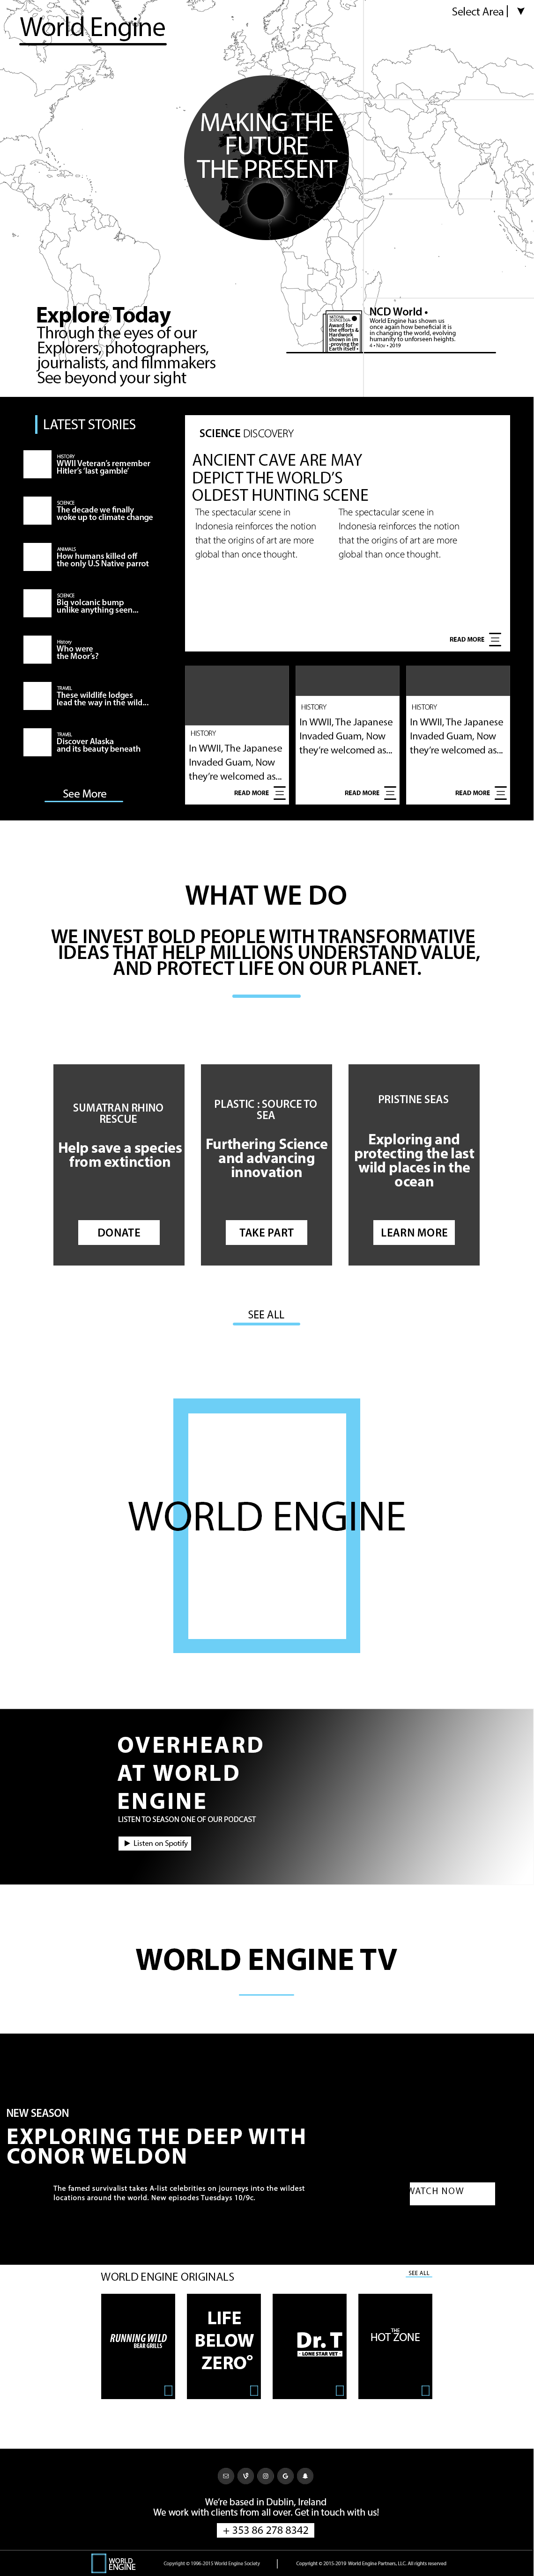 World Engine
Select Area
MAKING THE
FUTURE
THE PRESENT
Explore Today
Through the eyes of our
Explorers, photographers,
journalists, and filmmakers
See beyond your sight
Award for
the efforts &
Hardwork
shown in im
-proving the
Earth itself •
NCD World •
World Engine has shown us
once again how beneficial it is
in changing the world, evolving
humanity to unforseen heights.
4 • Nov • 2019
LATEST STORIES
HISTORY
WWII Veteran's remember
Hitler's 'last gamble'
SCIENCE
The decade we finally
woke up to climate change
ANIMALS
How humans killed off
the only U.S Native parrot
SCIENCE
Big volcanic bump
unlike anything seen...
History
Who were
the Moor's?
TRAVEL
These wildlife lodges
lead the way in the wild...
TRAVEL
Discover Alaska
and its beauty beneath
See More
SCIENCE DISCOVERY
ANCIENT CAVE ARE MAY
DEPICT THE WORLD'S
OLDEST HUNTING SCENE
The spectacular scene in
Indonesia reinforces the notion
that the origins of art are more
global than once thought.
The spectacular scene in
Indonesia reinforces the notion
that the origins of art are more
global than once thought.
READ MORE
HISTORY
In WWII, The Japanese
Invaded Guam, Now
they're welcomed as...
READ MORE
HISTORY
In WWII, The Japanese
Invaded Guam, Now
they're welcomed as...
READ MORE
HISTORY
In WWII, The Japanese
Invaded Guam, Now
they're welcomed as...
READ MORE
WHAT WE DO
WE INVEST BOLD PEOPLE WITH TRANSFORMATIVE
IDEAS THAT HELP MILLIONS UNDERSTAND VALUE,
AND PROTECT LIFE ON OUR PLANET.
SUMATRAN RHINO
RESCUE
Help save a species
from extinction
DONATE
PLASTIC : SOURCE TO
SEA
Furthering Science
and advancing
innovation
TAKE PART
PRISTINE SEAS
Exploring and
protecting the last
wild places in the
ocean
LEARN MORE
SEE ALL
WORLD ENGINE
OVERHEARD
AT WORLD
ENGINE
LISTEN TO SEASON ONE OF OUR PODCAST
Listen on Spotify
WORLD ENGINE TV
NEW SEASON
EXPLORING THE DEEP WITH
CONOR WELDON
The famed survivalist takes A-list celebrities on journeys into the wildest
locations around the world. New episodes Tuesdays 10/9c.
WATCH NOW
WORLD ENGINE ORIGINALS
SEE ALL
RUNNING WILD
BEAR GRILLS
LIFE
BELOW
ZERO°
Dr. T
- LONE STAR VET -
THE
HOT ZONE
We're based in Dublin, Ireland
We work with clients from all over. Get in touch with us!
+ 353 86 278 8342
WORLD
ENGINE
Copyright © 1996-2015 World Engine Society
Copyright © 2015-2019 World Engine Partners, LLC. All rights reserved